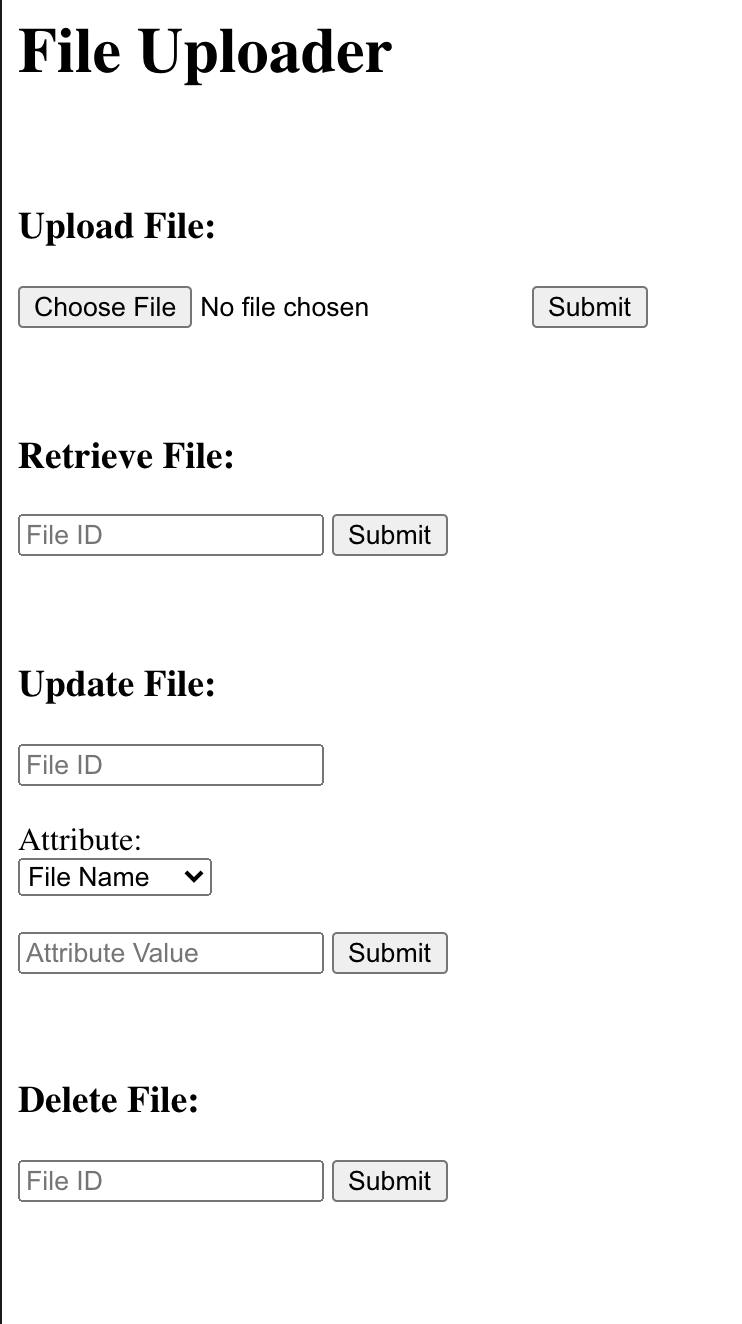 File Uploader
Upload File:
Choose File No file chosen Submit
Retrieve File:
File ID Submit
Update File:
File ID
Attribute:
File Name
Attribute Value Submit
Delete File:
File ID Submit